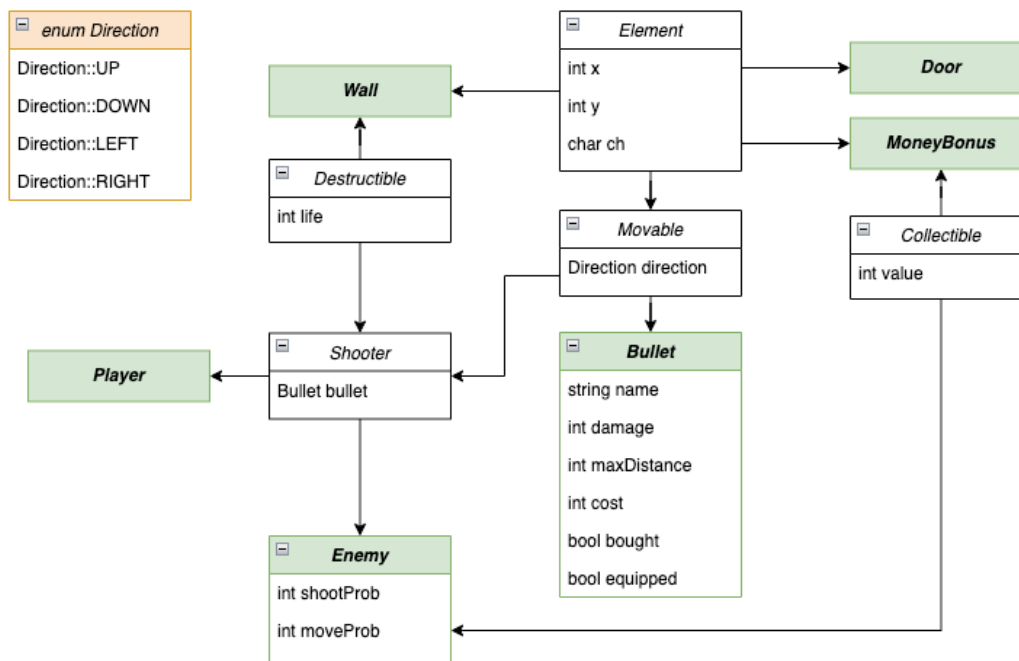 enum Direction
Direction::UP
Direction::DOWN
Direction::LEFT
Direction::RIGHT
Element
int x
int y
char ch
Wall
Door
MoneyBonus
Destructible
int life
Movable
Direction direction
Collectible
int value
Player
Shooter
Bullet bullet
Bullet
string name
int damage
int maxDistance
int cost
bool bought
bool equipped
Enemy
int shootProb
int moveProb